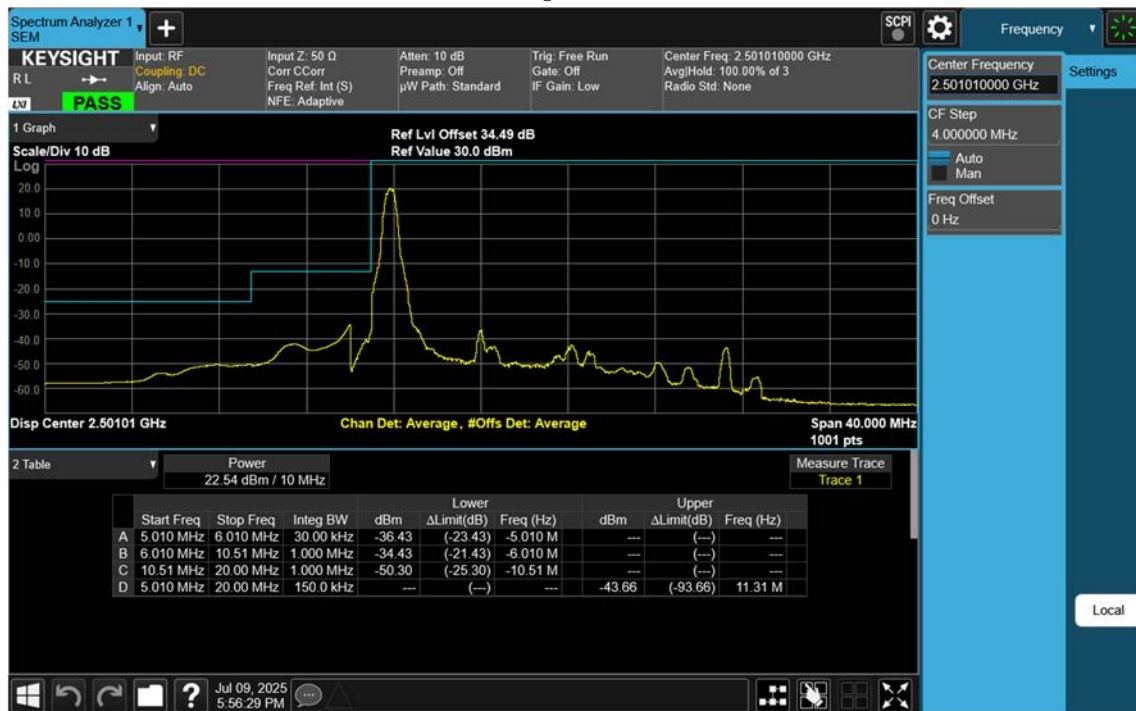 Spectrum Analyzer 1
SEM
SCPI
Frequency
KEYSIGHT
R L
LXI
PASS
Input: RF
Coupling: DC
Align: Auto
Input Z: 50 Ω
Corr CCorr
Freq Ref: Int (S)
NFE: Adaptive
Atten: 10 dB
Preamp: Off
µW Path: Standard
Trig: Free Run
Gate: Off
IF Gain: Low
Center Freq: 2.501010000 GHz
Avg|Hold: 100.00% of 3
Radio Std: None
Center Frequency
2.501010000 GHz
Settings
CF Step
4.000000 MHz
Auto
Man
Freq Offset
0 Hz
1 Graph
Scale/Div 10 dB
Ref Lvl Offset 34.49 dB
Ref Value 30.0 dBm
Log
20.0
10.0
0.00
-10.0
-20.0
-30.0
-40.0
-50.0
-60.0
Disp Center 2.50101 GHz
Chan Det: Average, #Offs Det: Average
Span 40.000 MHz
1001 pts
2 Table
Power
22.54 dBm / 10 MHz
Measure Trace
Trace 1
Lower Upper
Start Freq Stop Freq Integ BW dBm ΔLimit(dB) Freq (Hz) dBm ΔLimit(dB) Freq (Hz)
A 5.010 MHz 6.010 MHz 30.00 kHz -36.43 (-23.43) -5.010 M --- (---) ---
B 6.010 MHz 10.51 MHz 1.000 MHz -34.43 (-21.43) -6.010 M --- (---) ---
C 10.51 MHz 20.00 MHz 1.000 MHz -50.30 (-25.30) -10.51 M --- (---) ---
D 5.010 MHz 20.00 MHz 150.0 kHz --- (---) --- -43.66 (-93.66) 11.31 M
Local
?
Jul 09, 2025
5:56:29 PM